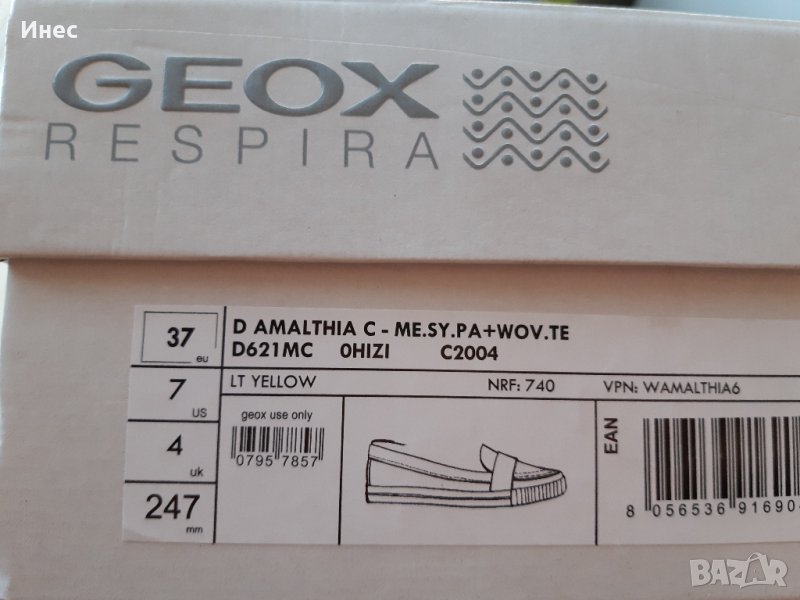 Инес
GEOX
RESPIRA
37 eu
D AMALTHIA C - ME.SY.PA+WOV.TE
D621MC 0HIZI C2004
7 US
LT YELLOW NRF: 740 VPN: WAMALTHIA6
geox use only
0795 7857
4 uk
247 mm
EAN
8 056536 91690
BAZAR